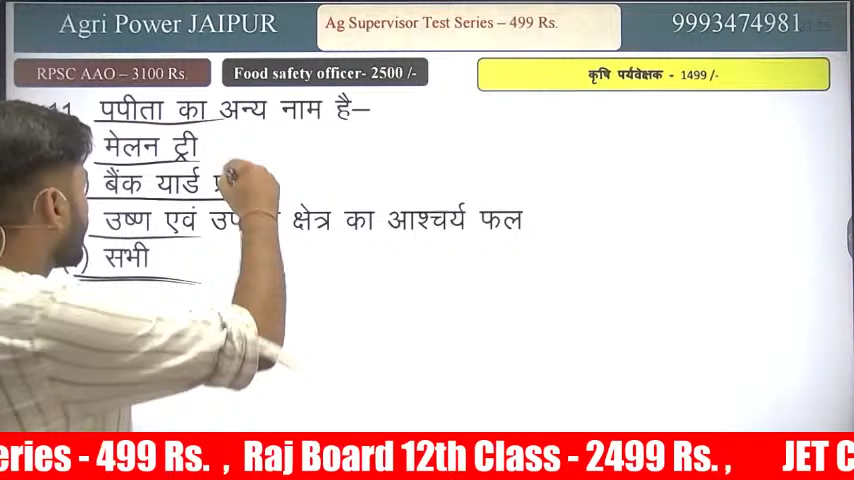 Agri Power JAIPUR
Ag Supervisor Test Series – 499 Rs.
9993474981
RPSC AAO – 3100 Rs.
Food safety officer- 2500 /-
कृषि पर्यवेक्षक - 1499 /-
पपीता का अन्य नाम है–
मेलन ट्री
बैंक यार्ड
उष्ण एवं क्षेत्र का आश्चर्य फल
) सभी
eries - 499 Rs. , Raj Board 12th Class - 2499 Rs. , JET C